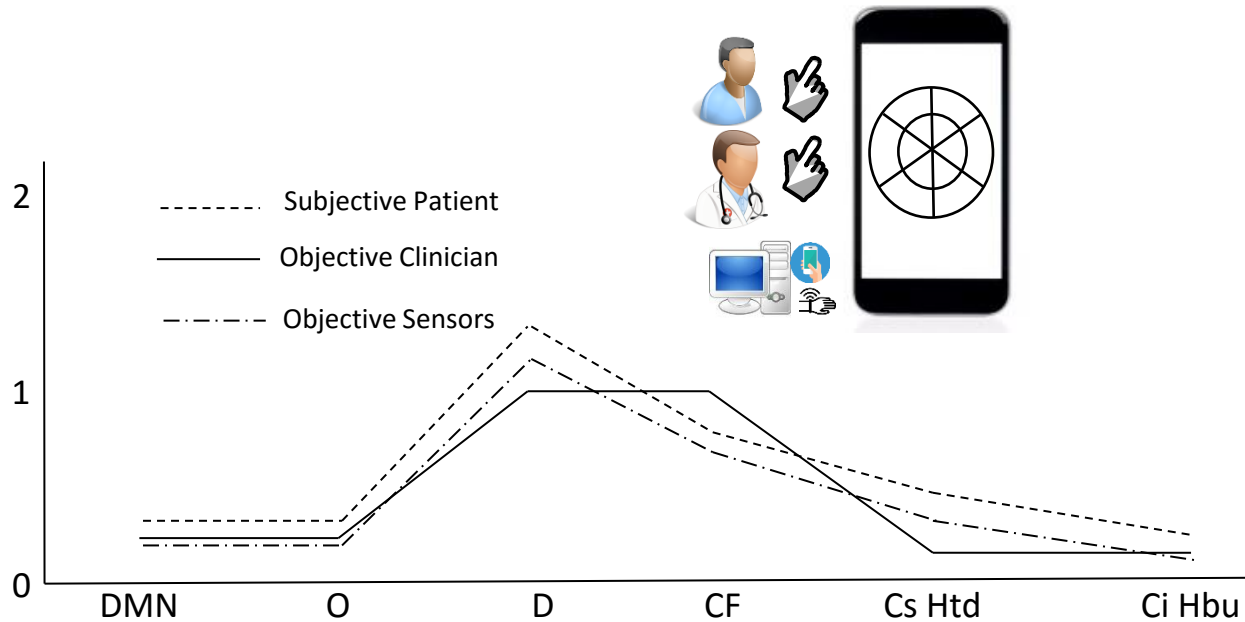 2
Subjective Patient
Objective Clinician
Objective Sensors
1
0
DMN O D CF Cs Htd Ci Hbu